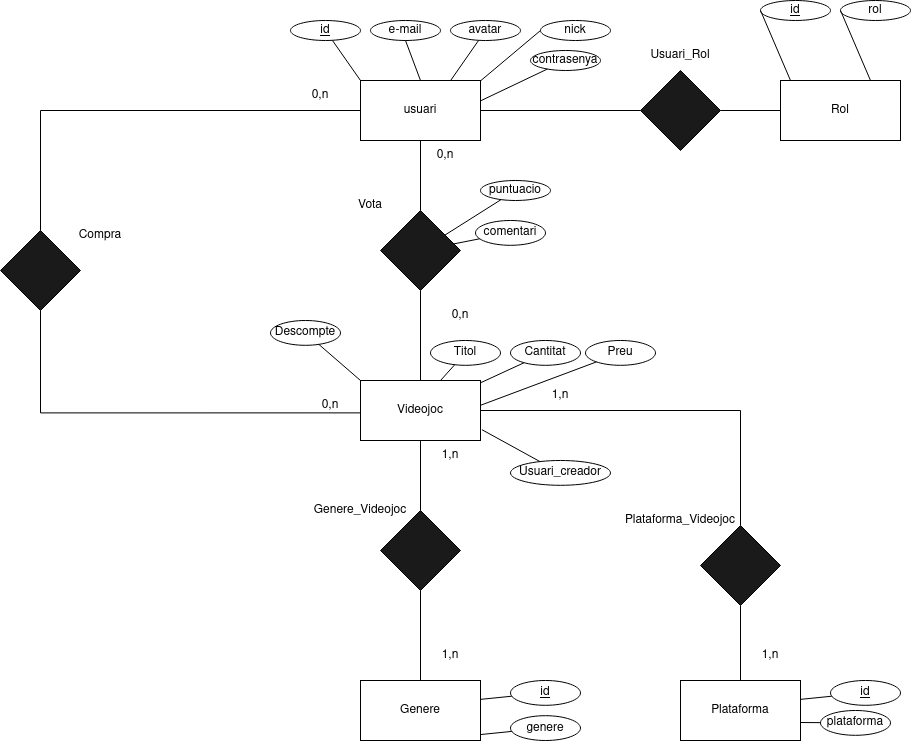 id
rol
id
e-mail
avatar
nick
contrasenya
Usuari_Rol
0,n
usuari
Rol
0,n
puntuacio
Vota
comentari
Compra
0,n
Descompte
Titol
Cantitat
Preu
1,n
0,n
Videojoc
1,n
Usuari_creador
Genere_Videojoc
Plataforma_Videojoc
1,n
1,n
id
id
Genere
Plataforma
genere
plataforma